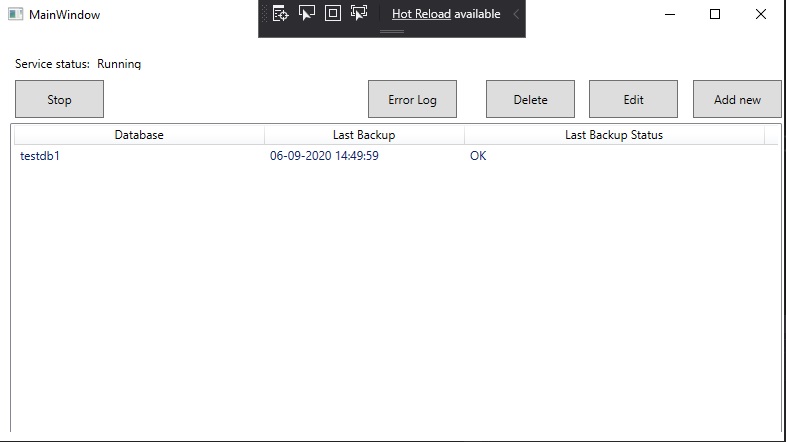 MainWindow
Hot Reload available
Service status: Running
Stop Error Log Delete Edit Add new
Database Last Backup Last Backup Status
testdb1 06-09-2020 14:49:59 OK